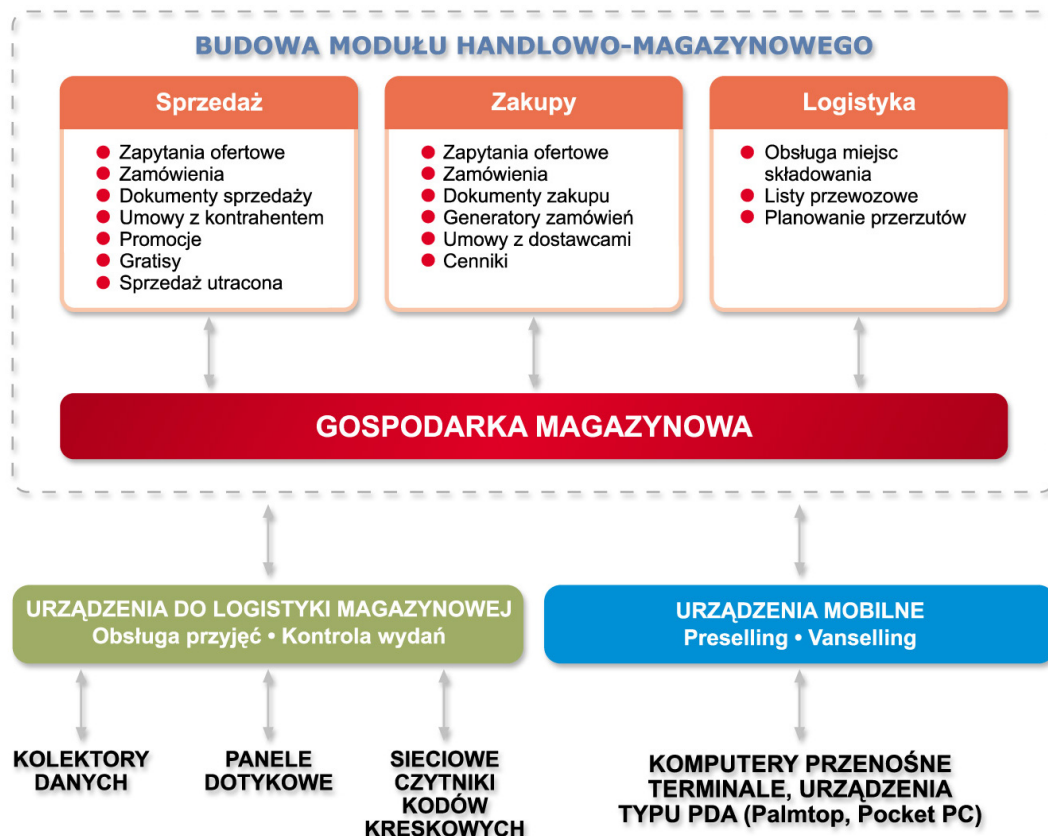 BUDOWA MODUŁU HANDLOWO-MAGAZYNOWEGO
Sprzedaż
Zapytania ofertowe
Zamówienia
Dokumenty sprzedaży
Umowy z kontrahentem
Promocje
Gratisy
Sprzedaż utracona
Zakupy
Zapytania ofertowe
Zamówienia
Dokumenty zakupu
Generatory zamówień
Umowy z dostawcami
Cenniki
Logistyka
Obsługa miejsc
składowania
Listy przewozowe
Planowanie przerzutów
GOSPODARKA MAGAZYNOWA
URZĄDZENIA DO LOGISTYKI MAGAZYNOWEJ
Obsługa przyjęć • Kontrola wydań
URZĄDZENIA MOBILNE
Preselling • Vanselling
KOLEKTORY
DANYCH
PANELE
DOTYKOWE
SIECIOWE
CZYTNIKI
KODÓW
KRESKOWYCH
KOMPUTERY PRZENOŚNE
TERMINALE, URZĄDZENIA
TYPU PDA (Palmtop, Pocket PC)